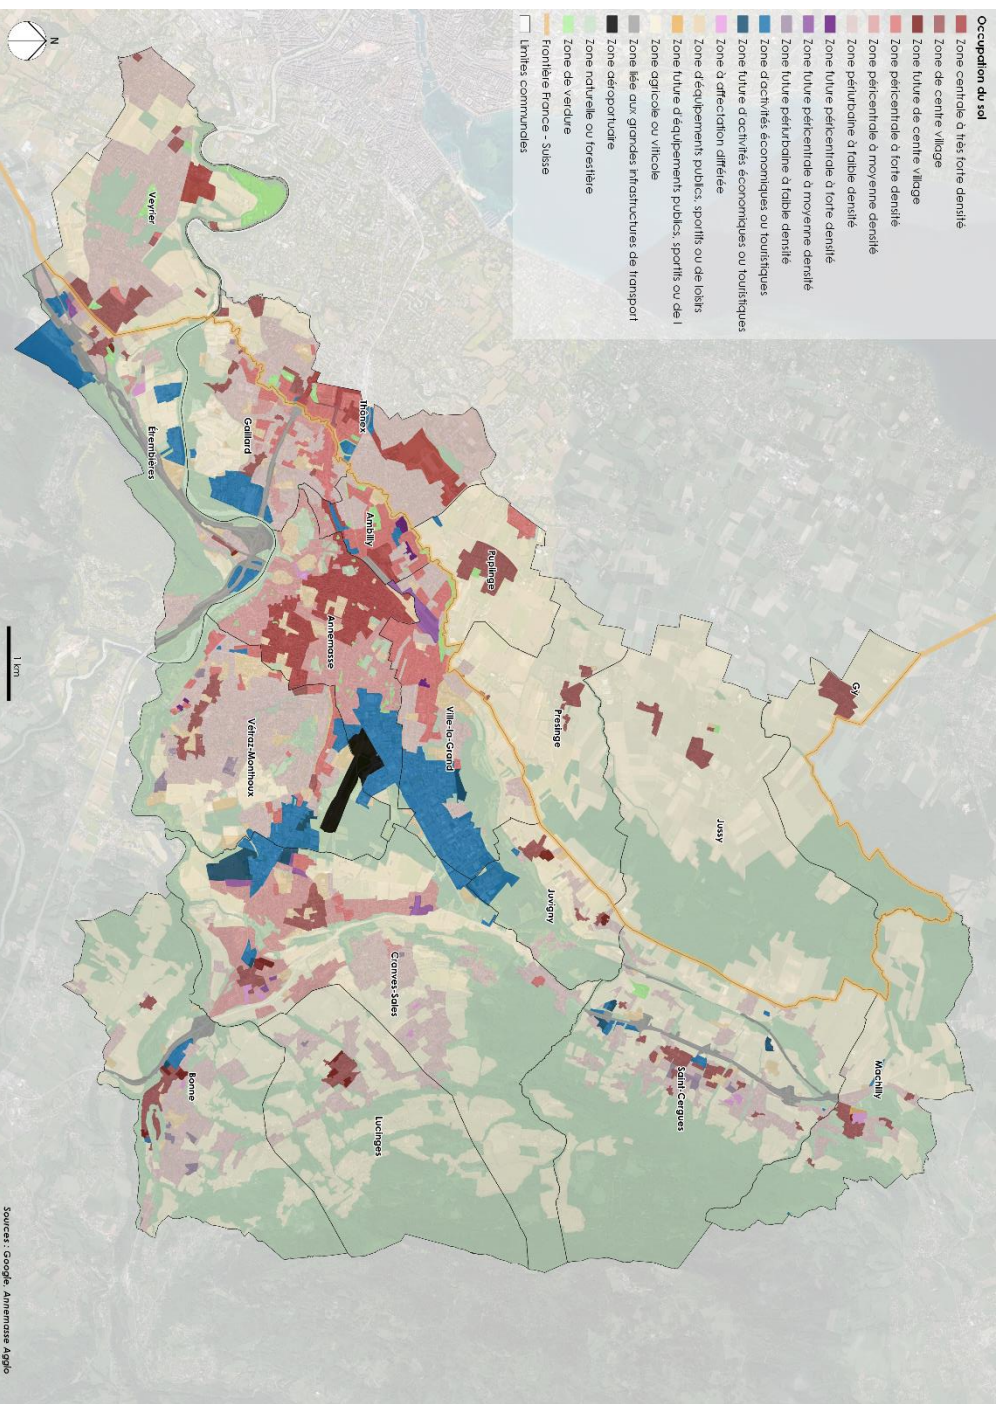 Occupation du sol
Zone centrale à très forte densité
Zone de centre village
Zone future de centre village
Zone péricentrale à forte densité
Zone péricentrale à moyenne densité
Zone périurbaine à faible densité
Zone future péricentrale à forte densité
Zone future péricentrale à moyenne densité
Zone future périurbaine à faible densité
Zone d'activités économiques ou touristiques
Zone future d'activités économiques ou touristiques
Zone à affectation différée
Zone d'équipements publics, sportifs ou de loisirs
Zone future d'équipements publics, sportifs ou de l
Zone agricole ou viticole
Zone liée aux grandes infrastructures de transport
Zone aéroportuaire
Zone naturelle ou forestière
Zone de verdure
Frontière France - Suisse
Limites communales
N
Gy
Jussy
Machilly
Presinge
Puplinge
Saint-Cergues
Juvigny
Ville-la-Grand
Thônex
Ambilly
Cranves-Sales
Lucinges
Annemasse
Vétraz-Monthoux
Gaillard
Bonne
Veyrier
Étrembières
1 km
Sources : Google, Annemasse Agglo